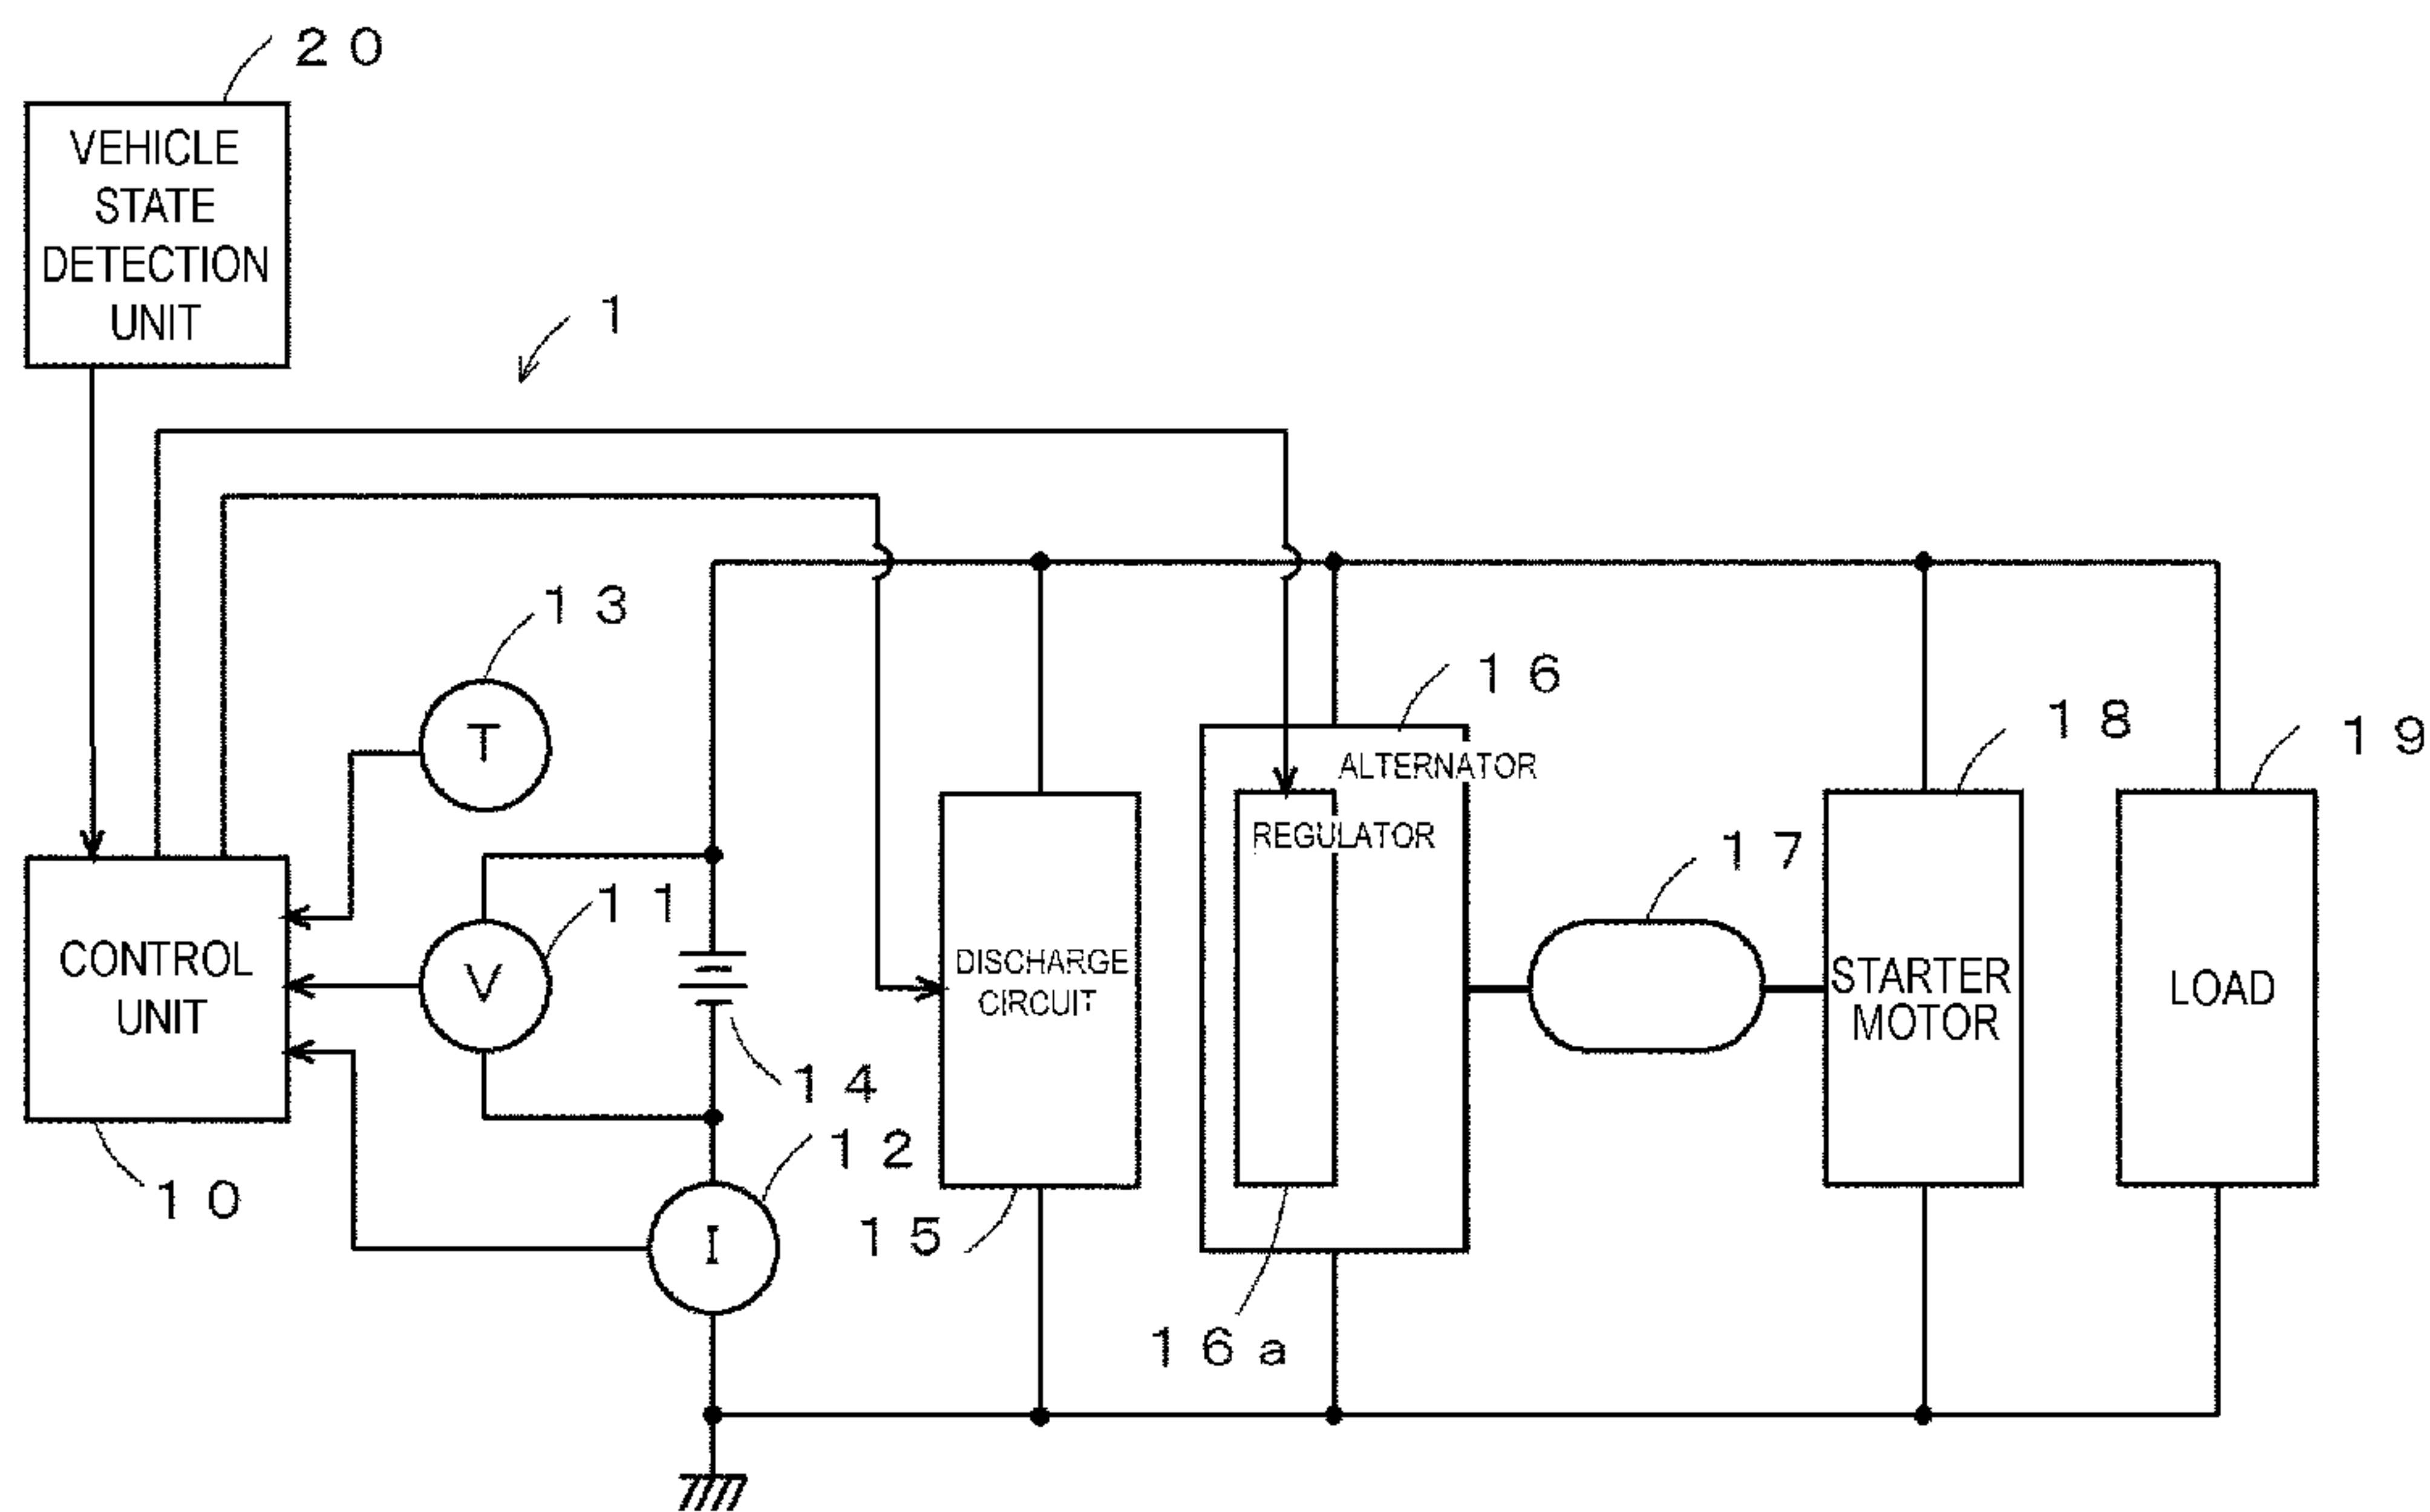 20
VEHICLE
STATE
DETECTION
UNIT
1
13
T
16
ALTERNATOR
18
19
REGULATOR
17
11
V
CONTROL
UNIT
DISCHARGE
CIRCUIT
STARTER
MOTOR
LOAD
14
12
10
I
15
16a